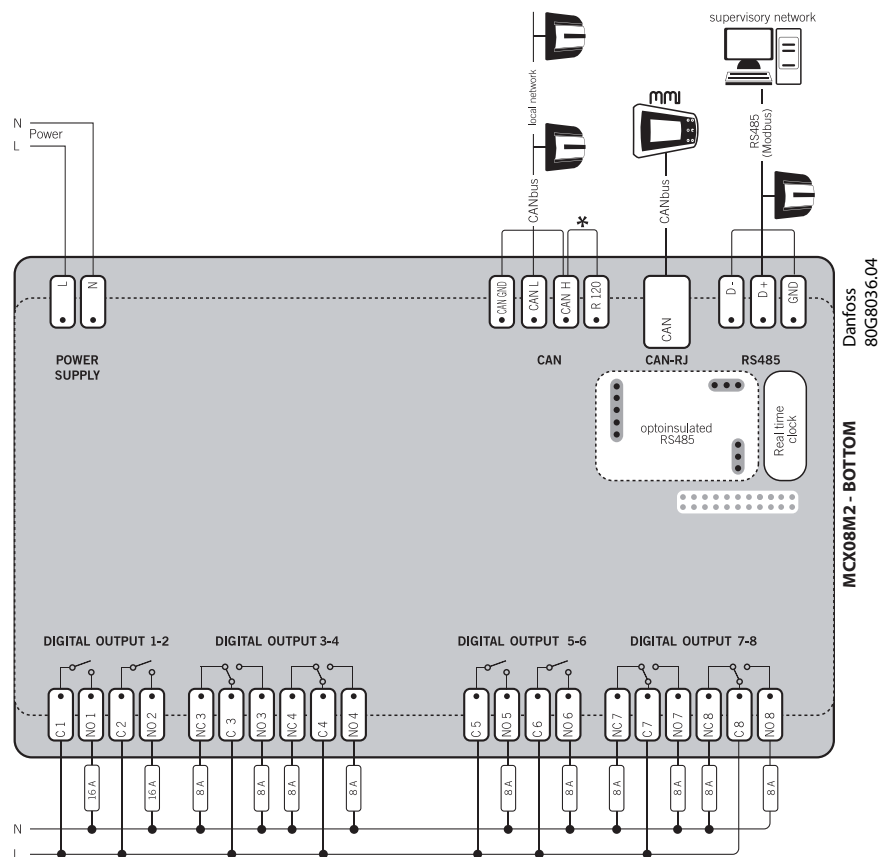 supervisory network
local network
mmi
N
Power
L
RS485
(Modbus)
CANbus
*
CANbus
L
N
CAN GND
CAN L
CAN H
R 120
CAN
D -
D +
GND
POWER
SUPPLY
CAN
CAN-RJ
RS485
Danfoss
80G8036.04
optoinsulated
RS485
Real time
clock
MCX08M2 - BOTTOM
DIGITAL OUTPUT 1-2
DIGITAL OUTPUT 3-4
DIGITAL OUTPUT 5-6
DIGITAL OUTPUT 7-8
C 1
NO 1
C 2
NO 2
NC 3
C 3
NO 3
NC 4
C 4
NO 4
C 5
NO 5
C 6
NO 6
NC 7
C 7
NO 7
NC 8
C 8
NO 8
16 A
16 A
8 A
8 A
8 A
8 A
8 A
8 A
8 A
8 A
8 A
8 A
N
L